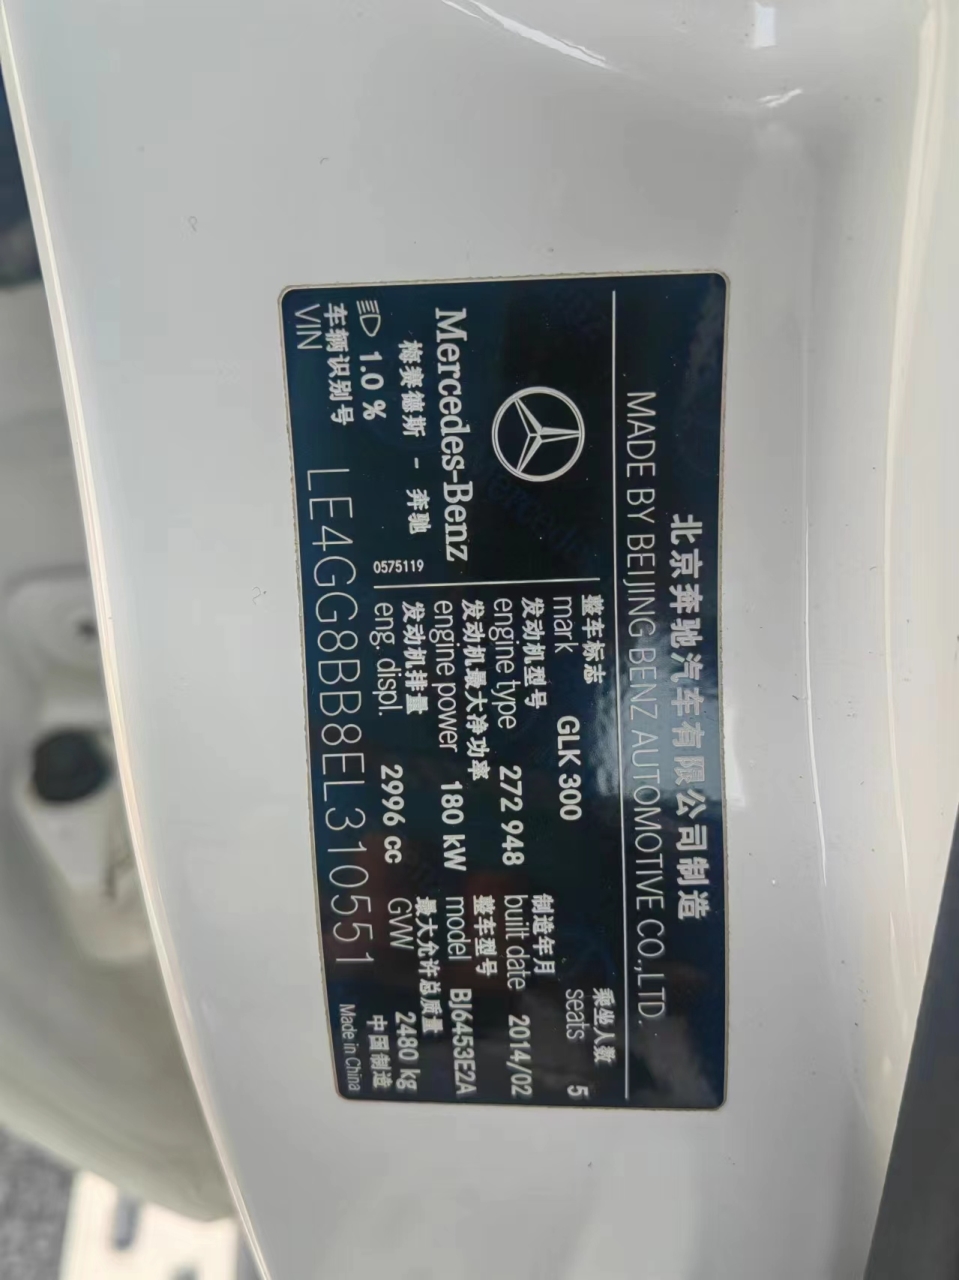 北京奔驰汽车有限公司制造
MADE BY BEIJING BENZ AUTOMOTIVE CO.,LTD.
Mercedes-Benz
梅赛德斯 - 奔驰
0575119
1.0 %
整车标志 乘坐人数
mark GLK 300 seats 5
发动机型号 制造年月
engine type 272 948 built date 2014/02
发动机最大净功率 整车型号
engine power 180 kW model BJ6453E2A
发动机排量 最大允许总质量
eng. displ. 2996 cc GVW 2480 kg
车辆识别号 中国制造
VIN LE4GG8BB8EL310551 Made in China